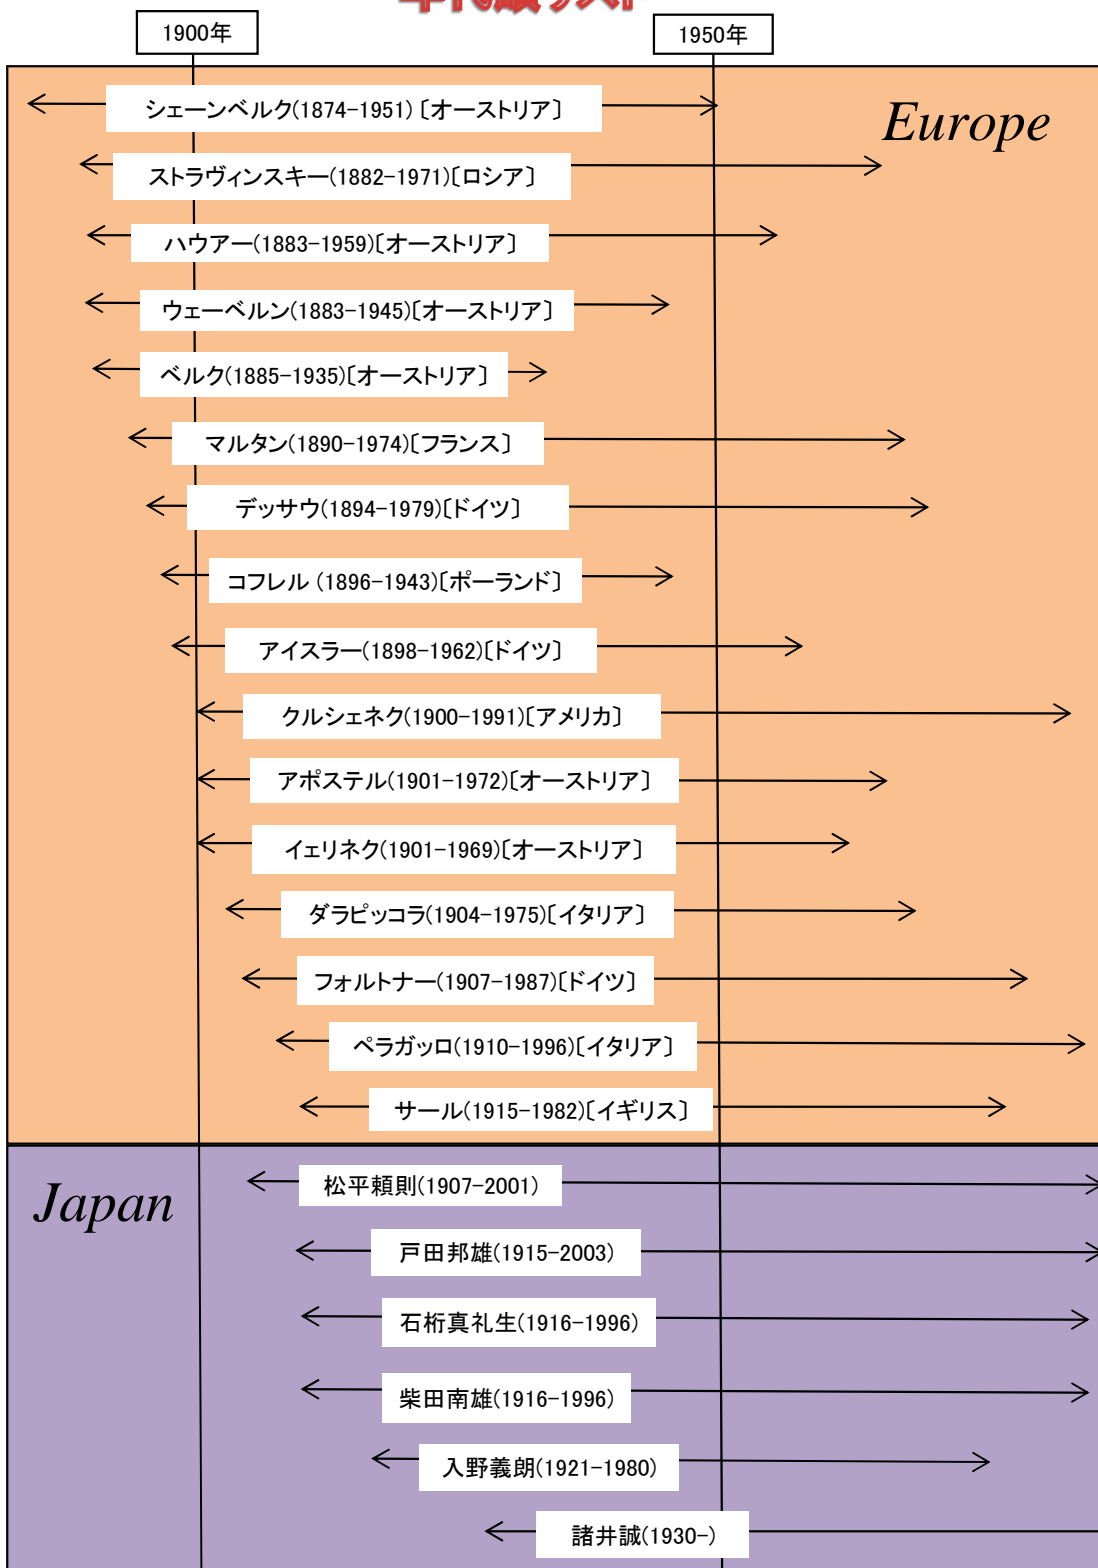 年代順リスト
1900年
1950年
シェーンベルク(1874-1951)〔オーストリア〕
Europe
ストラヴィンスキー(1882-1971)〔ロシア〕
ハウアー(1883-1959)〔オーストリア〕
ウェーベルン(1883-1945)〔オーストリア〕
ベルク(1885-1935)〔オーストリア〕
マルタン(1890-1974)〔フランス〕
デッサウ(1894-1979)〔ドイツ〕
コフレル (1896-1943)〔ポーランド〕
アイスラー(1898-1962)〔ドイツ〕
クルシェネク(1900-1991)〔アメリカ〕
アポステル(1901-1972)〔オーストリア〕
イェリネク(1901-1969)〔オーストリア〕
ダラピッコラ(1904-1975)〔イタリア〕
フォルトナー(1907-1987)〔ドイツ〕
ペラガッロ(1910-1996)〔イタリア〕
サール(1915-1982)〔イギリス〕
松平頼則(1907-2001)
Japan
戸田邦雄(1915-2003)
石桁真礼生(1916-1996)
柴田南雄(1916-1996)
入野義朗(1921-1980)
諸井誠(1930-)